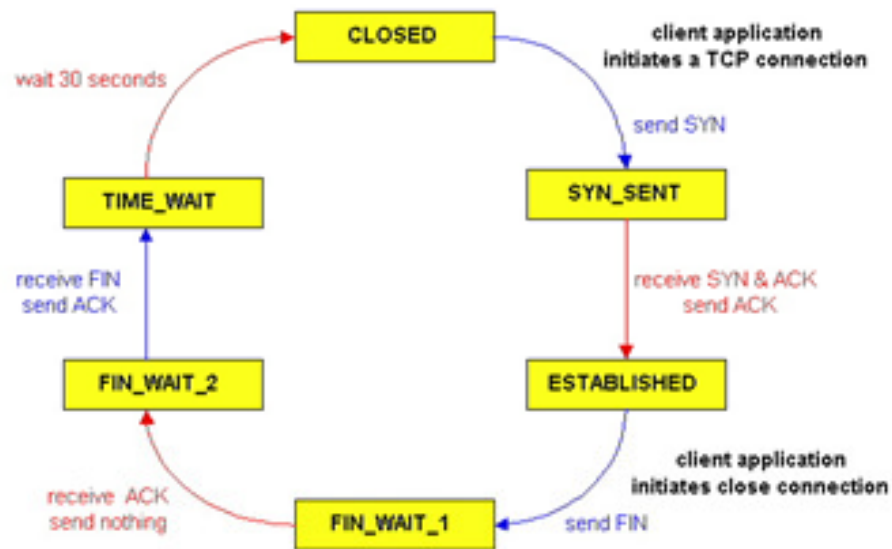 CLOSED
client application
initiates a TCP connection
wait 30 seconds
send SYN
TIME_WAIT
SYN_SENT
receive FIN
send ACK
receive SYN & ACK
send ACK
FIN_WAIT_2
ESTABLISHED
client application
initiates close connection
receive ACK
send nothing
FIN_WAIT_1
send FIN